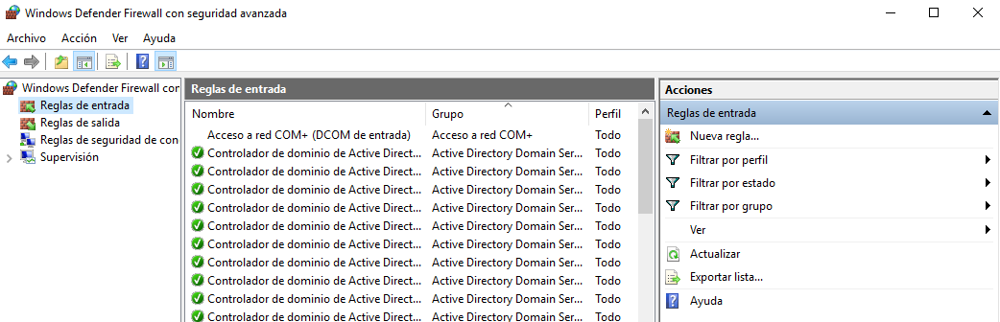 Windows Defender Firewall con seguridad avanzada
Archivo Acción Ver Ayuda
Windows Defender Firewall con
Reglas de entrada
Reglas de salida
Reglas de seguridad de con
Supervisión
Reglas de entrada
Nombre Grupo Perfil
Acceso a red COM+ (DCOM de entrada) Acceso a red COM+ Todo
Controlador de dominio de Active Direct... Active Directory Domain Ser... Todo
Controlador de dominio de Active Direct... Active Directory Domain Ser... Todo
Controlador de dominio de Active Direct... Active Directory Domain Ser... Todo
Controlador de dominio de Active Direct... Active Directory Domain Ser... Todo
Controlador de dominio de Active Direct... Active Directory Domain Ser... Todo
Controlador de dominio de Active Direct... Active Directory Domain Ser... Todo
Controlador de dominio de Active Direct... Active Directory Domain Ser... Todo
Controlador de dominio de Active Direct... Active Directory Domain Ser... Todo
Controlador de dominio de Active Direct... Active Directory Domain Ser... Todo
Controlador de dominio de Active Direct... Active Directory Domain Ser... Todo
Acciones
Reglas de entrada
Nueva regla...
Filtrar por perfil
Filtrar por estado
Filtrar por grupo
Ver
Actualizar
Exportar lista...
Ayuda